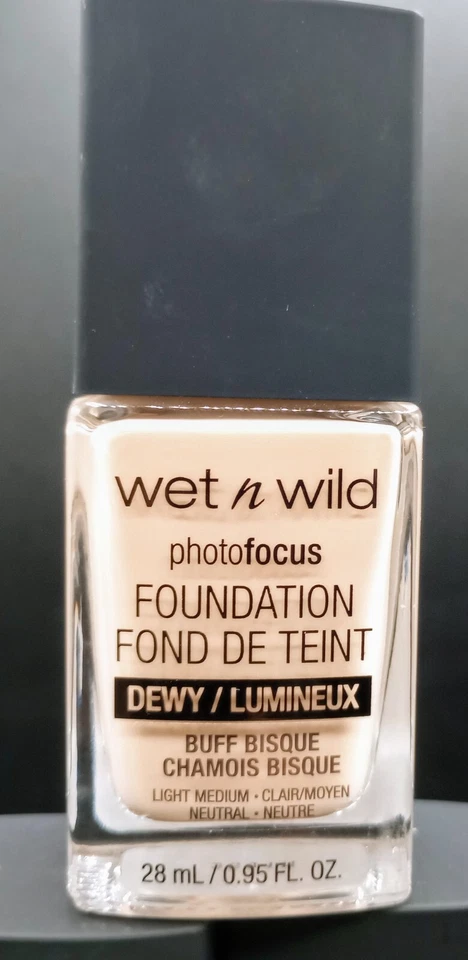 wet n wild
photofocus
FOUNDATION
FOND DE TEINT
DEWY / LUMINEUX
BUFF BISQUE
CHAMOIS BISQUE
LIGHT MEDIUM • CLAIR/MOYEN
NEUTRAL • NEUTRE
28 mL / 0.95 FL. OZ.